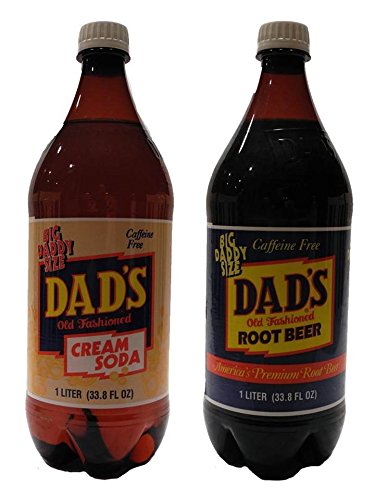 BIG
DADDY
SIZE
Caffeine
Free
DAD'S
Old Fashioned
CREAM
SODA
1 LITER (33.8 FL OZ)
BIG
DADDY
SIZE
Caffeine Free
DAD'S
Old Fashioned
ROOT BEER
America's Premium Root Beer
1 LITER (33.8 FL OZ)